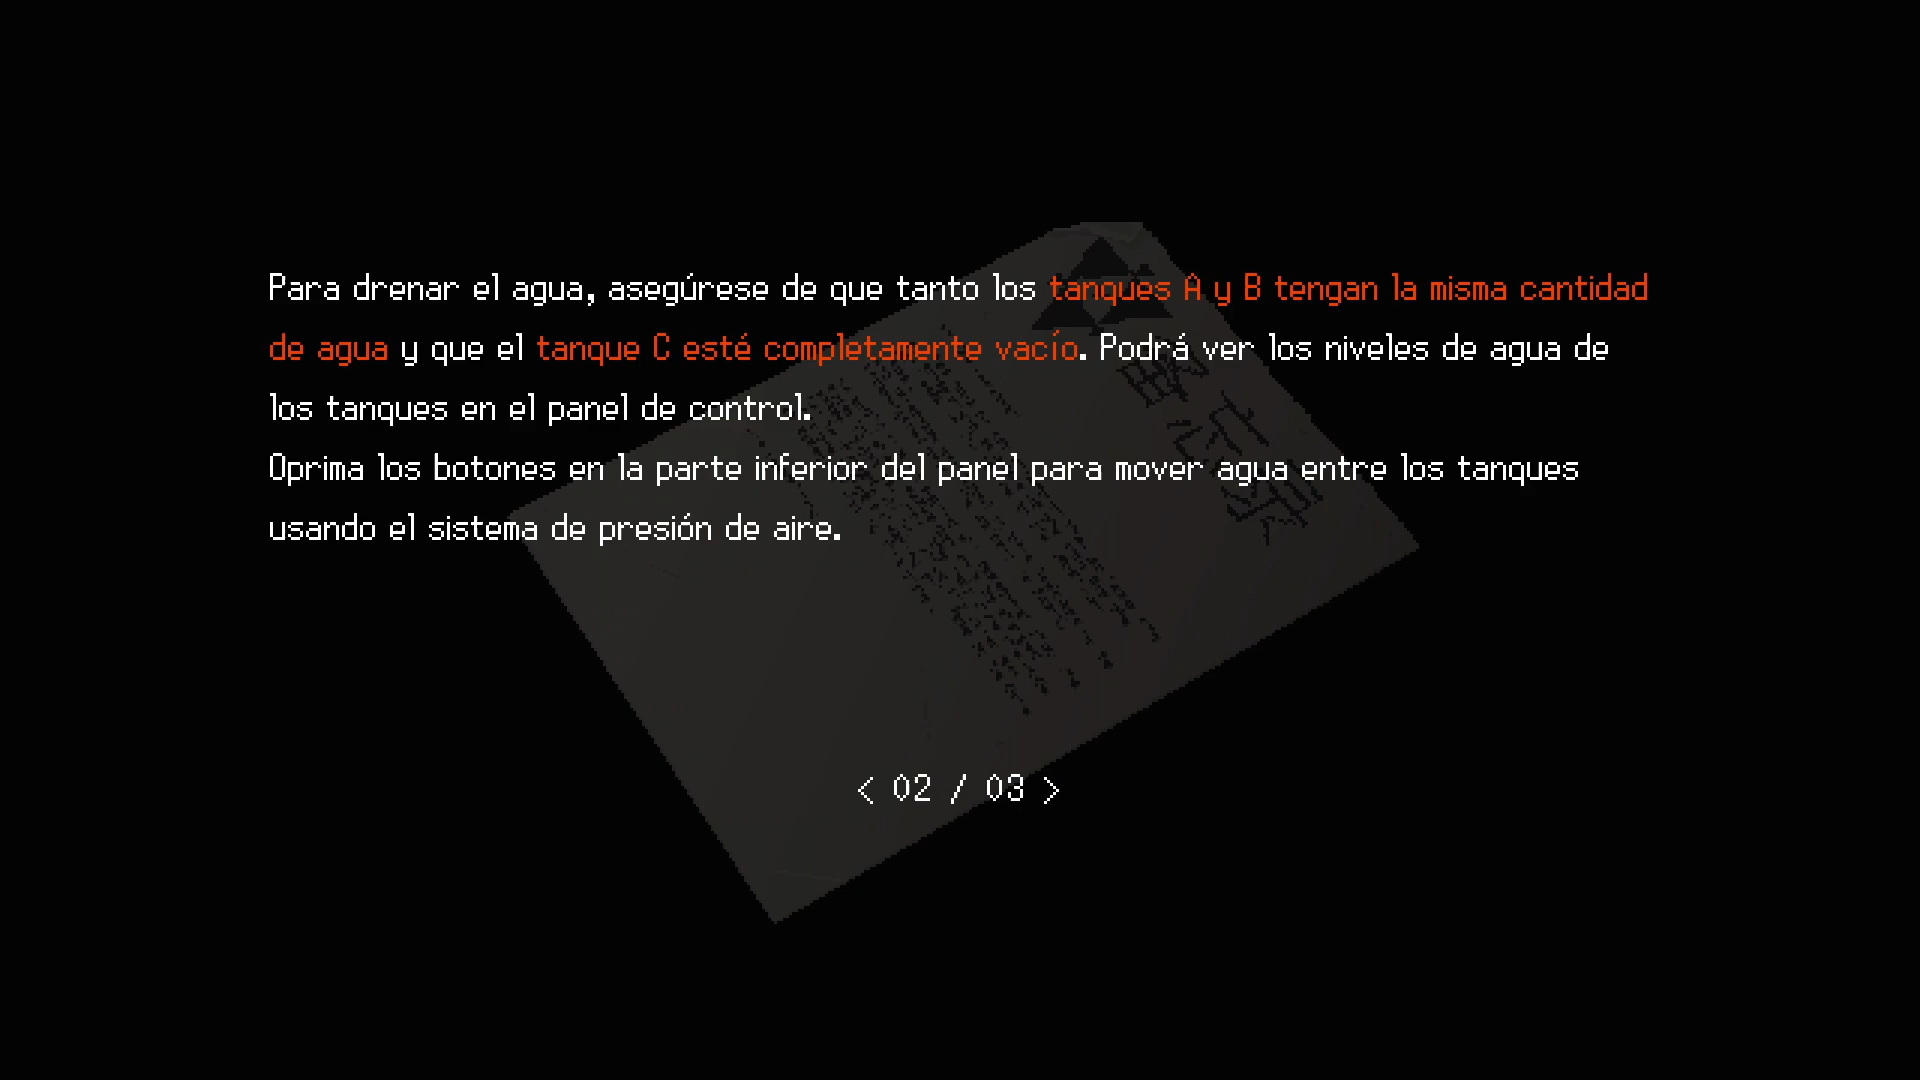 Para drenar el agua, asegúrese de que tanto los tanques A y B tengan la misma cantidad
de agua y que el tanque C esté completamente vacío. Podrá ver los niveles de agua de
los tanques en el panel de control.
Oprima los botones en la parte inferior del panel para mover agua entre los tanques
usando el sistema de presión de aire.
< 02 / 03 >